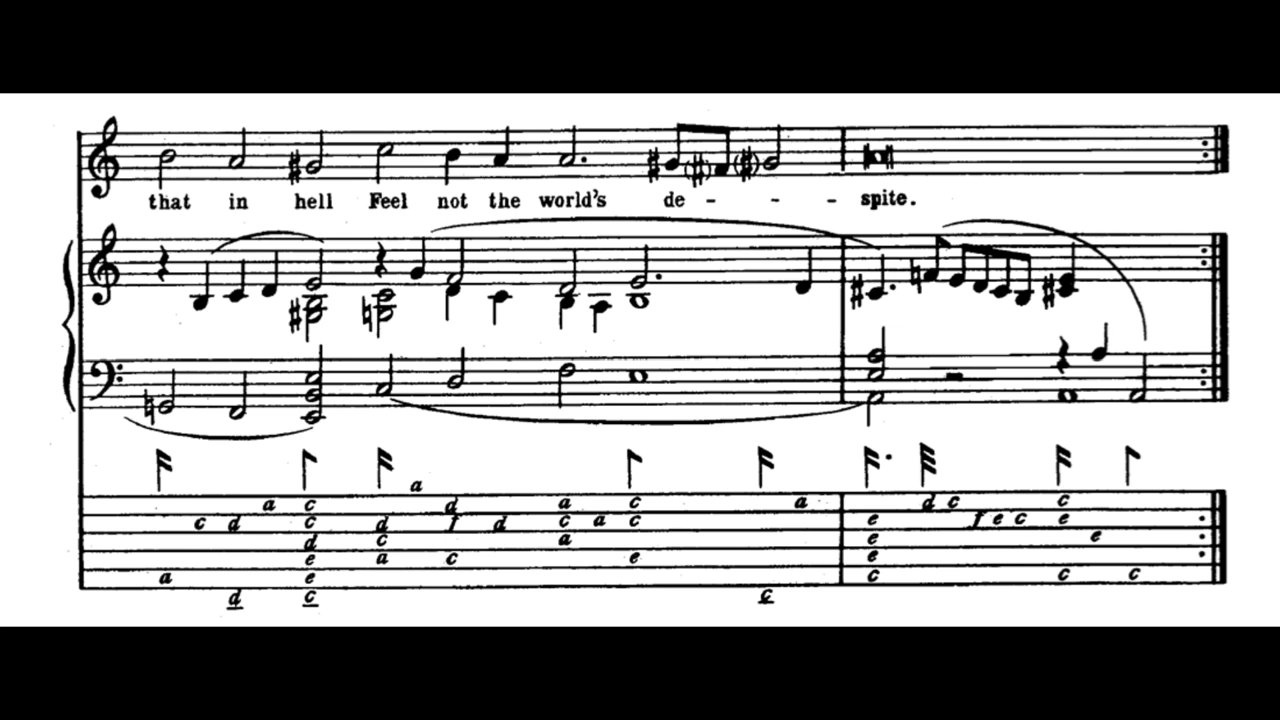 that in hell Feel not the world's de - - - spite.
a
a c d a c a
c d c d f d c a c
d c a
e a c e
a e
d c c
d c c
e f e c e
e e
e
c c c